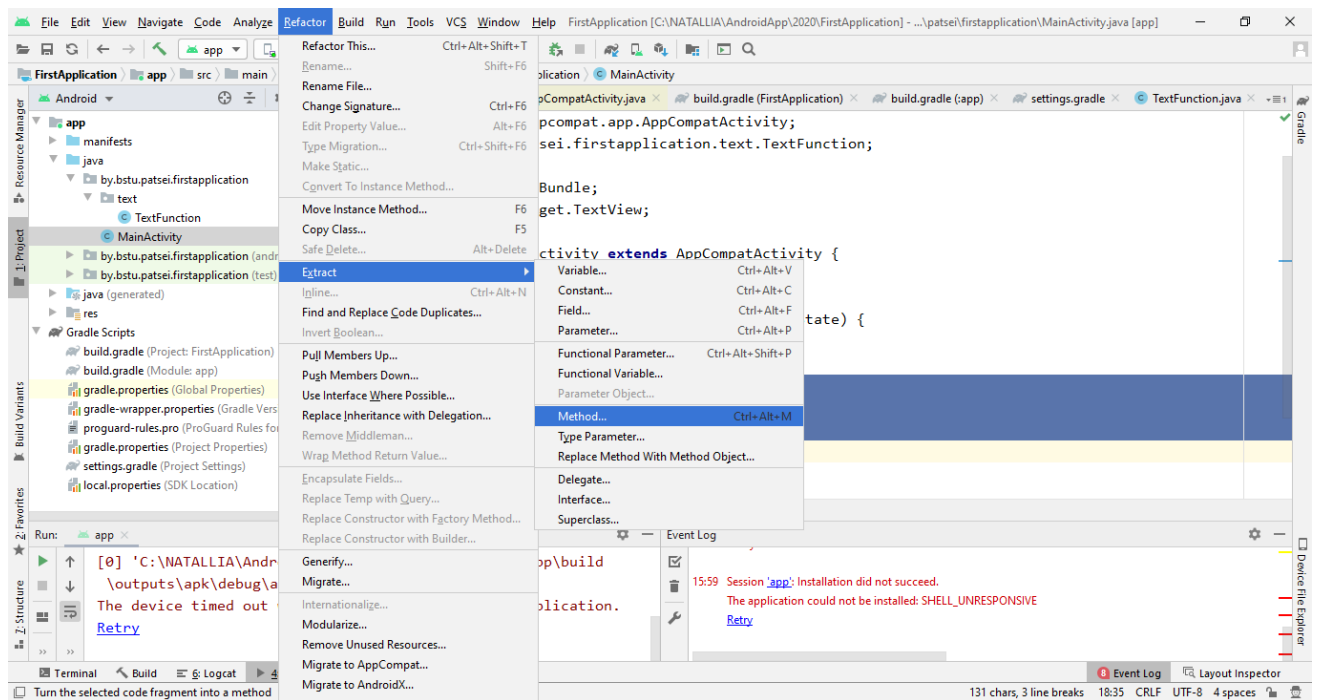 File Edit View Navigate Code Analyze Refactor Build Run Tools VCS Window Help FirstApplication [C:\NATALLIA\AndroidApp\2020\FirstApplication] - ...\patsei\firstapplication\MainActivity.java [app]
app
FirstApplication app src main
plication MainActivity
Android
pCompatActivity.java build.gradle (FirstApplication) build.gradle (:app) settings.gradle TextFunction.java
Resource Manager
1: Project
Build Variants
2: Favorites
7: Structure
app
manifests
java
by.bstu.patsei.firstapplication
text
TextFunction
MainActivity
by.bstu.patsei.firstapplication (andr
by.bstu.patsei.firstapplication (test)
java (generated)
res
Gradle Scripts
build.gradle (Project: FirstApplication)
build.gradle (Module: app)
gradle.properties (Global Properties)
gradle-wrapper.properties (Gradle Vers
proguard-rules.pro (ProGuard Rules for
gradle.properties (Project Properties)
settings.gradle (Project Settings)
local.properties (SDK Location)
Refactor This... Ctrl+Alt+Shift+T
Rename... Shift+F6
Rename File...
Change Signature... Ctrl+F6
Edit Property Value... Alt+F6
Type Migration... Ctrl+Shift+F6
Make Static...
Convert To Instance Method...
Move Instance Method... F6
Copy Class... F5
Safe Delete... Alt+Delete
Extract
Inline... Ctrl+Alt+N
Find and Replace Code Duplicates...
Invert Boolean...
Pull Members Up...
Push Members Down...
Use Interface Where Possible...
Replace Inheritance with Delegation...
Remove Middleman...
Wrap Method Return Value...
Encapsulate Fields...
Replace Temp with Query...
Replace Constructor with Factory Method...
Replace Constructor with Builder...
Generify...
Migrate...
Internationalize...
Modularize...
Remove Unused Resources...
Migrate to AppCompat...
Migrate to AndroidX...
pcompat.app.AppCompatActivity;
sei.firstapplication.text.TextFunction;
Bundle;
get.TextView;
ctivity extends AppCompatActivity {
tate) {
Variable... Ctrl+Alt+V
Constant... Ctrl+Alt+C
Field... Ctrl+Alt+F
Parameter... Ctrl+Alt+P
Functional Parameter... Ctrl+Alt+Shift+P
Functional Variable...
Parameter Object...
Method... Ctrl+Alt+M
Type Parameter...
Replace Method With Method Object...
Delegate...
Interface...
Superclass...
Gradle
Device File Explorer
Run: app
[0] 'C:\NATALLIA\Andr
pp\build
\outputs\apk\debug\a
The device timed out
plication.
Retry
Event Log
15:59 Session 'app': Installation did not succeed.
The application could not be installed: SHELL_UNRESPONSIVE
Retry
Terminal Build 6: Logcat 4
Event Log Layout Inspector
Turn the selected code fragment into a method
131 chars, 3 line breaks 18:35 CRLF UTF-8 4 spaces